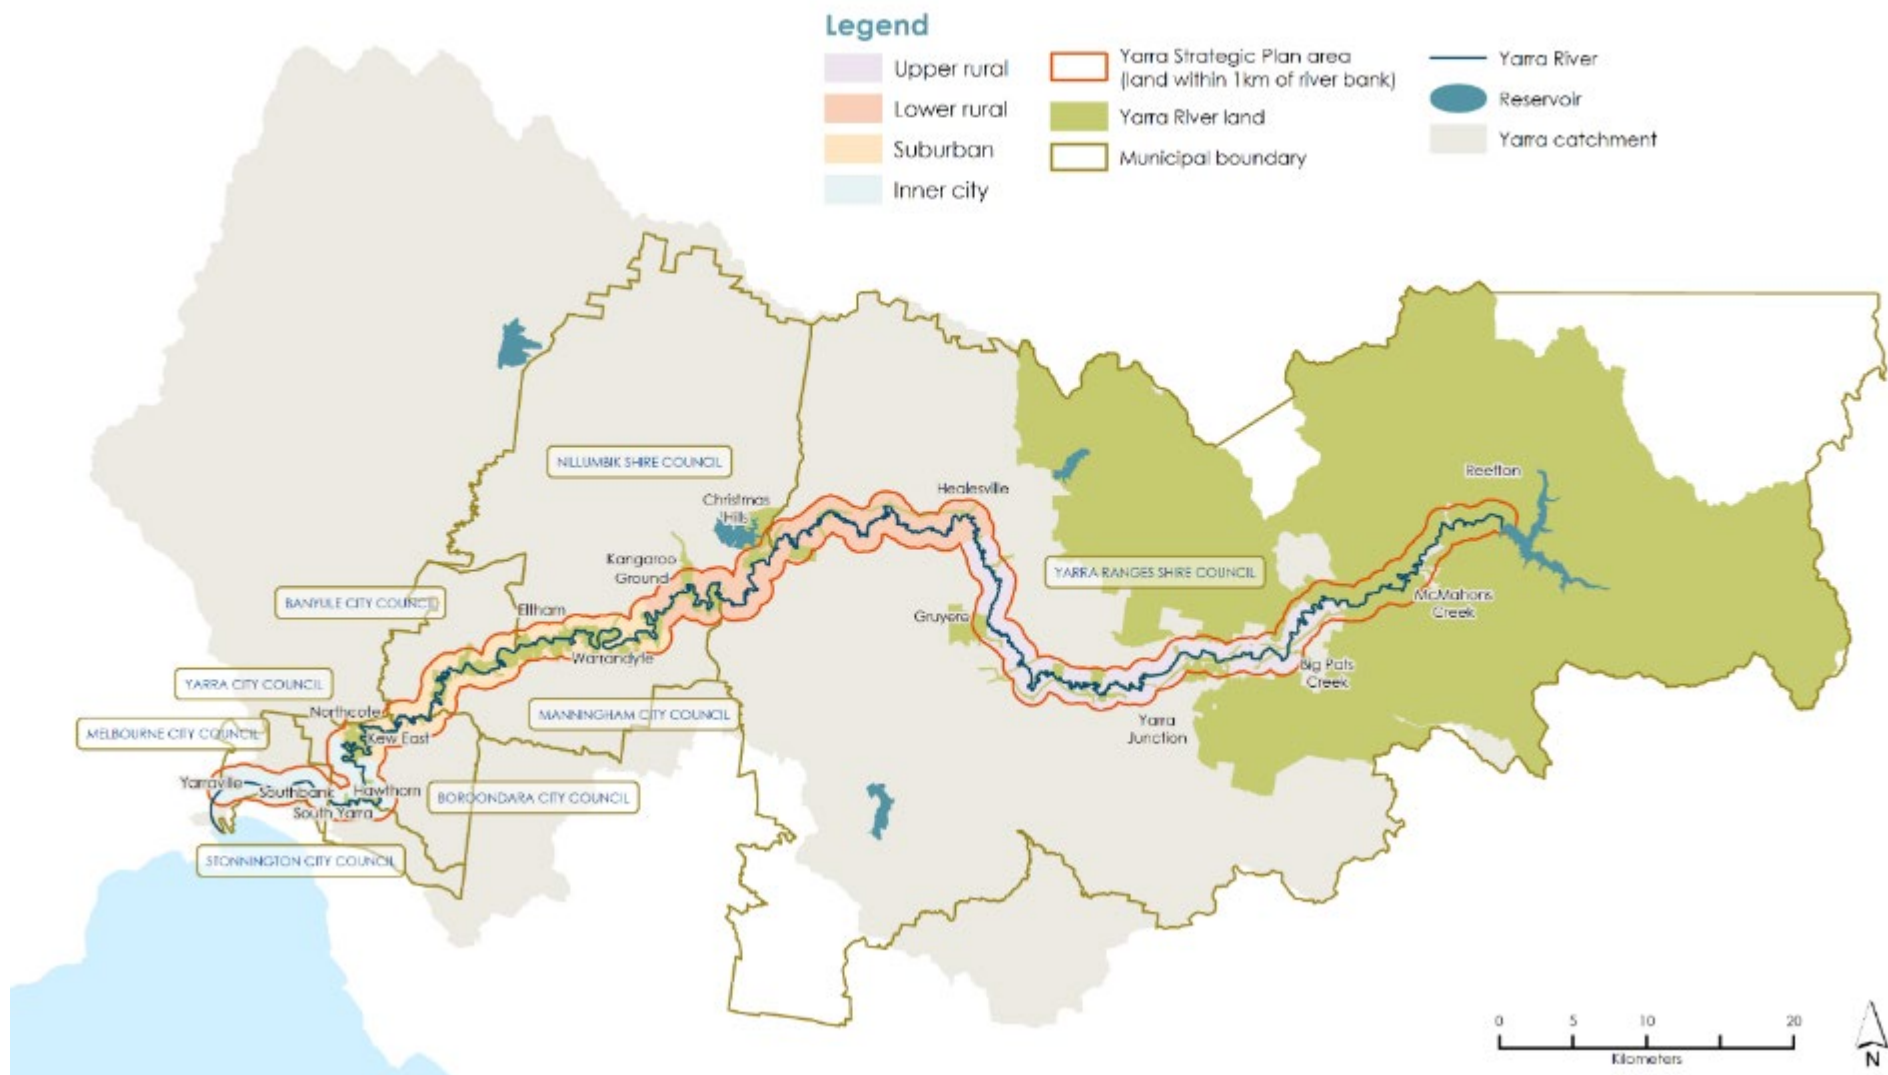 Legend
Upper rural
Lower rural
Suburban
Inner city
Yarra Strategic Plan area
(land within 1km of river bank)
Yarra River land
Municipal boundary
Yarra River
Reservoir
Yarra catchment
NILLUMBIK SHIRE COUNCIL
Christmas
Hills
Healesville
Reefton
Kangaroo
Ground
YARRA RANGES SHIRE COUNCIL
BANYULE CITY COUNCIL
Eltham
Gruyere
McMahons
Creek
Warrandyte
Big Pats
Creek
YARRA CITY COUNCIL
Northcote
MANNINGHAM CITY COUNCIL
MELBOURNE CITY COUNCIL
Kew East
Yarra
Junction
Yarraville
Southbank
Hawthorn
South Yarra
BOROONDARA CITY COUNCIL
STONNINGTON CITY COUNCIL
0 5 10 20
Kilometers
N